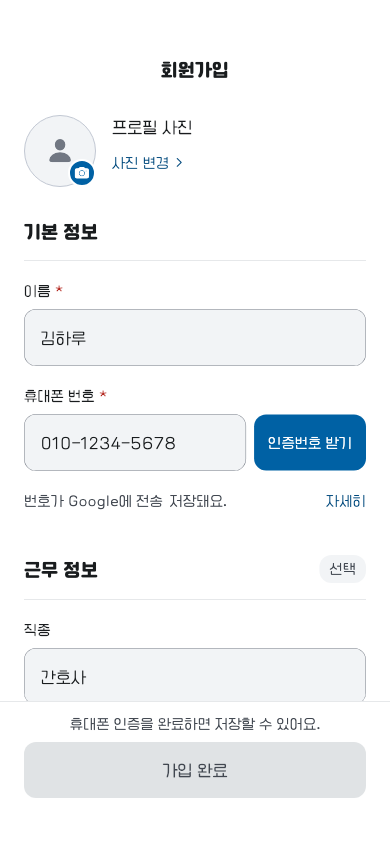 회원가입
프로필 사진
사진 변경 >
기본 정보
이름 *
김하루
휴대폰 번호 *
010-1234-5678
인증번호 받기
번호가 Google에 전송 저장돼요.
자세히
근무 정보
선택
직종
간호사
휴대폰 인증을 완료하면 저장할 수 있어요.
가입 완료